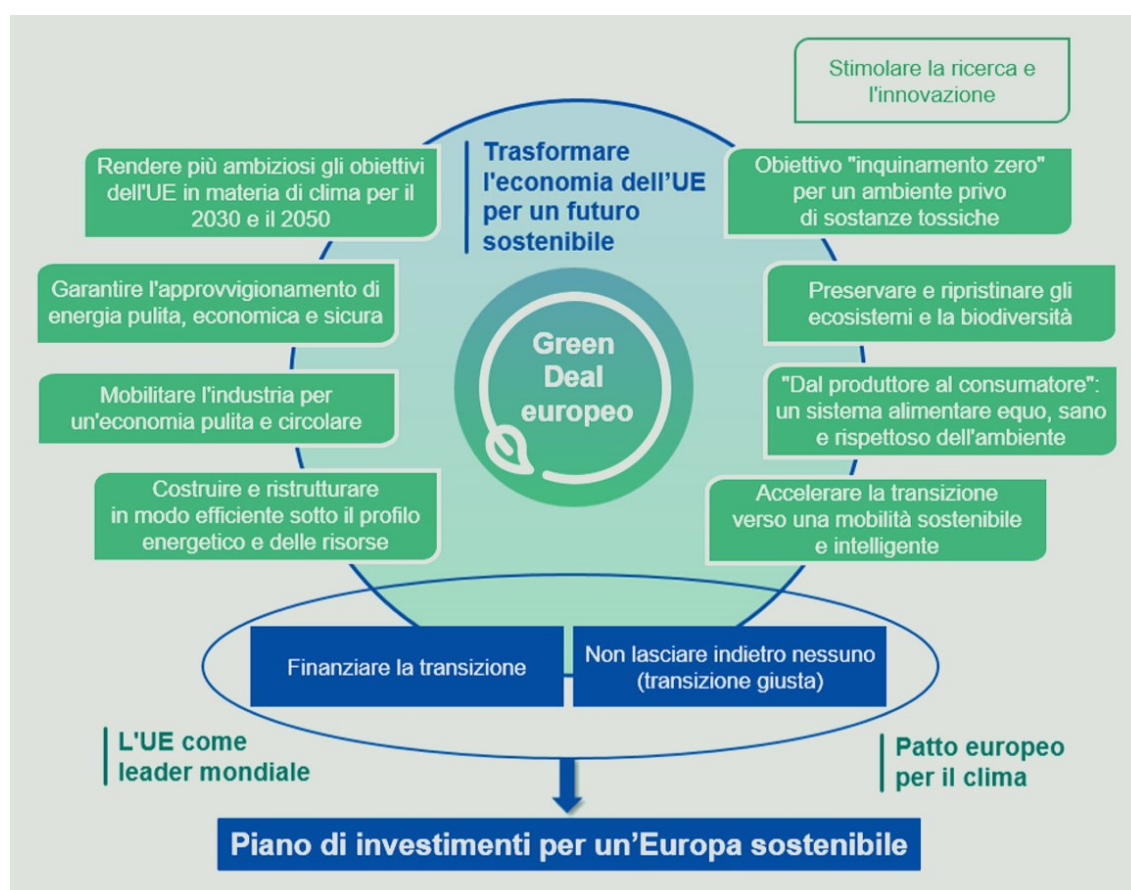 Stimolare la ricerca e
l'innovazione
Trasformare
l'economia dell’UE
per un futuro
sostenibile
Rendere più ambiziosi gli obiettivi
dell'UE in materia di clima per il
2030 e il 2050
Obiettivo "inquinamento zero"
per un ambiente privo
di sostanze tossiche
Garantire l'approvvigionamento di
energia pulita, economica e sicura
Preservare e ripristinare gli
ecosistemi e la biodiversità
Green
Deal
europeo
Mobilitare l'industria per
un'economia pulita e circolare
"Dal produttore al consumatore":
un sistema alimentare equo, sano
e rispettoso dell'ambiente
Costruire e ristrutturare
in modo efficiente sotto il profilo
energetico e delle risorse
Accelerare la transizione
verso una mobilità sostenibile
e intelligente
Finanziare la transizione
Non lasciare indietro nessuno
(transizione giusta)
L'UE come
leader mondiale
Patto europeo
per il clima
Piano di investimenti per un’Europa sostenibile